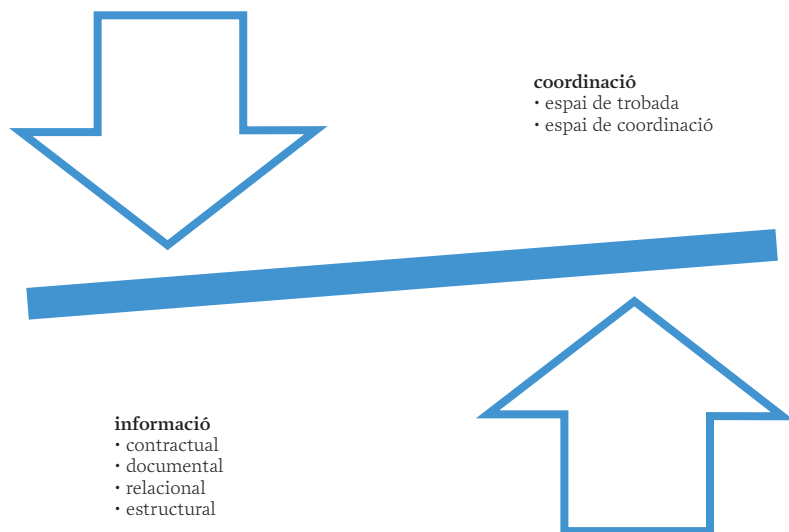 coordinació
· espai de trobada
· espai de coordinació
informació
· contractual
· documental
· relacional
· estructural